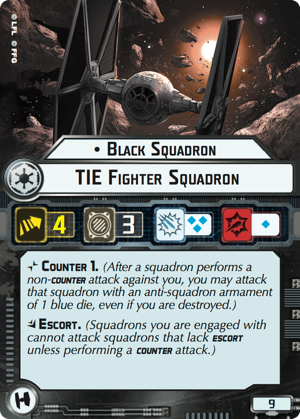 ©LFL ©FFG
• Black Squadron
TIE Fighter Squadron
4
3
Counter 1. (After a squadron performs a
non-counter attack against you, you may attack
that squadron with an anti-squadron armament
of 1 blue die, even if you are destroyed.)
Escort. (Squadrons you are engaged with
cannot attack squadrons that lack escort
unless performing a counter attack.)
9